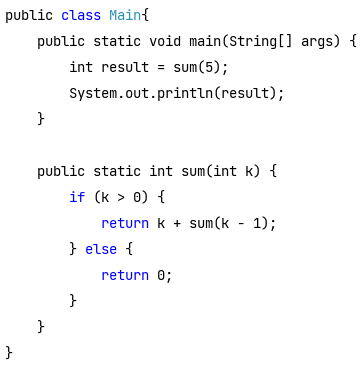 public class Main{
    public static void main(String[] args) {
        int result = sum(5);
        System.out.println(result);
    }

    public static int sum(int k) {
        if (k > 0) {
            return k + sum(k - 1);
        } else {
            return 0;
        }
    }
}